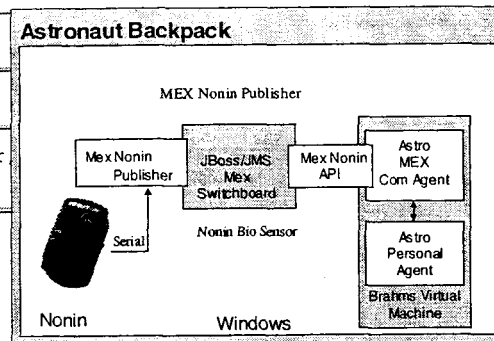 Astronaut Backpack
MEX Nonin Publisher
Mex Nonin
Publisher
JBoss/JMS
Mex
Switchboard
Mex Nonin
API
Astro
MEX
Com Agent
Serial
Nonin Bio Sensor
Astro
Personal
Agent
Brahms Virtual
Machine
Nonin
Windows